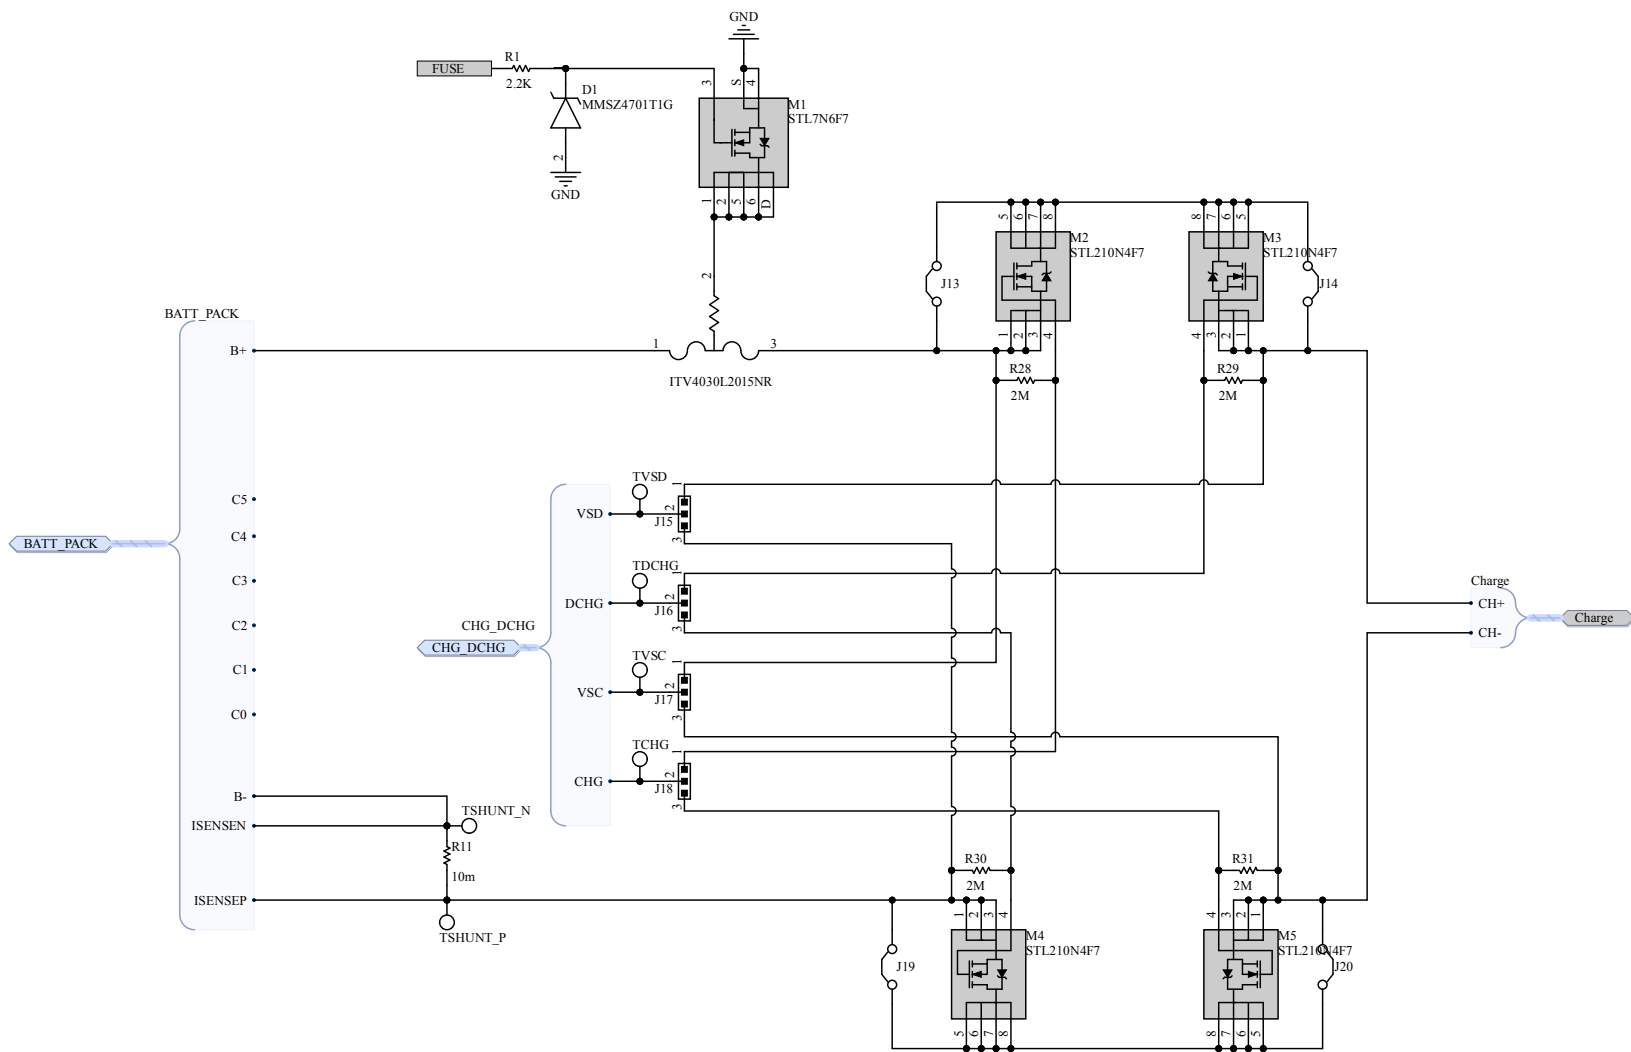 GND
FUSE
R1
2.2K
D1
MMSZ4701T1G
2
GND
3
S
4
M1
STL7N6F7
1
2
5
6
D
2
1
3
ITV4030L2015NR
5
6
7
8
M2
STL210N4F7
J13
1
2
3
4
R28
2M
8
7
6
5
M3
STL210N4F7
J14
4
3
2
1
R29
2M
BATT_PACK
B+
C5
C4
C3
C2
C1
C0
B-
ISENSEN
ISENSEP
BATT_PACK
TSHUNT_N
R11
10m
TSHUNT_P
CHG_DCHG
CHG_DCHG
VSD
DCHG
VSC
CHG
TVSD
1
2
J15
3
TDCHG
1
2
J16
3
TVSC
1
2
J17
3
TCHG
1
2
J18
3
Charge
CH+
CH-
Charge
R30
2M
1
2
3
4
M4
STL210N4F7
J19
5
6
7
8
R31
2M
4
3
2
1
M5
STL210N4F7
J20
8
7
6
5